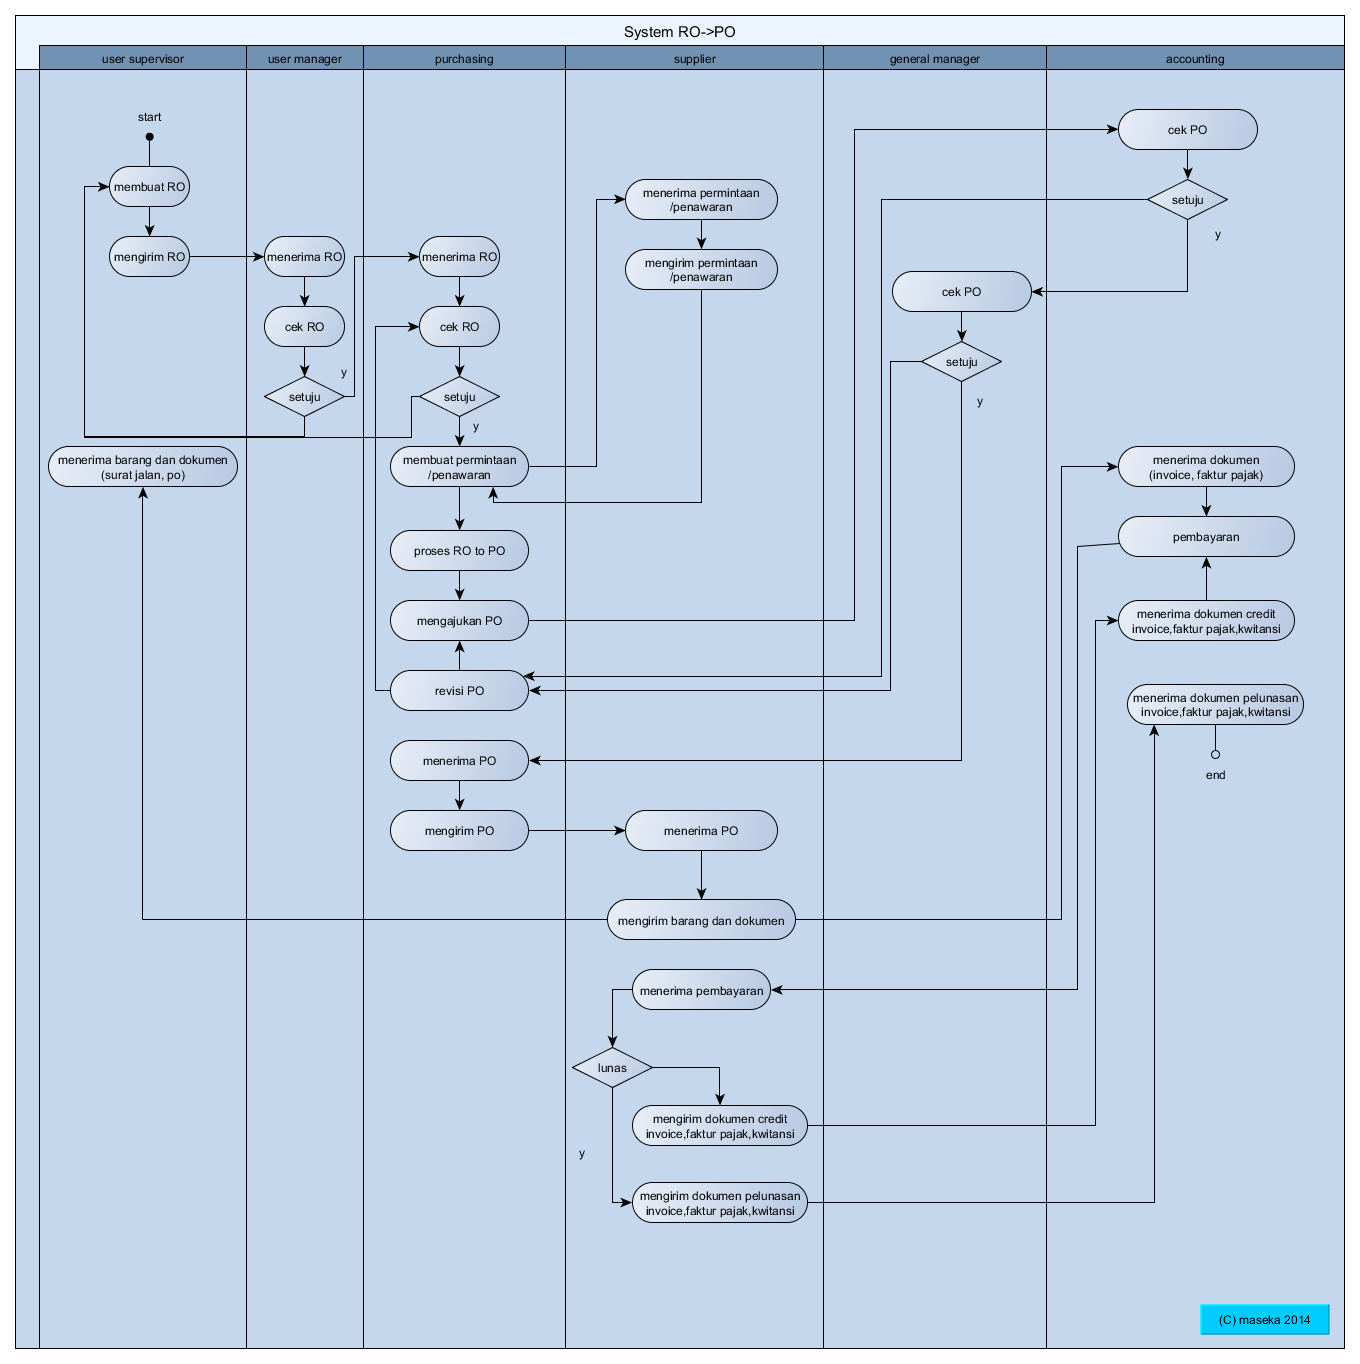 System RO->PO
user supervisor
user manager
purchasing
supplier
general manager
accounting
start
membuat RO
mengirim RO
menerima barang dan dokumen
(surat jalan, po)
menerima RO
cek RO
setuju
y
menerima RO
cek RO
setuju
y
membuat permintaan
/penawaran
proses RO to PO
mengajukan PO
revisi PO
menerima PO
mengirim PO
menerima permintaan
/penawaran
mengirim permintaan
/penawaran
menerima PO
mengirim barang dan dokumen
menerima pembayaran
lunas
y
mengirim dokumen credit
invoice,faktur pajak,kwitansi
mengirim dokumen pelunasan
invoice,faktur pajak,kwitansi
cek PO
setuju
y
cek PO
setuju
y
menerima dokumen
(invoice, faktur pajak)
pembayaran
menerima dokumen credit
invoice,faktur pajak,kwitansi
menerima dokumen pelunasan
invoice,faktur pajak,kwitansi
end
(C) maseka 2014